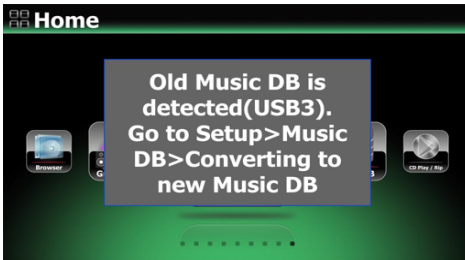 Home
Old Music DB is
detected(USB3).
Go to Setup>Music
DB>Converting to
new Music DB
Browser
CD Play / Rip